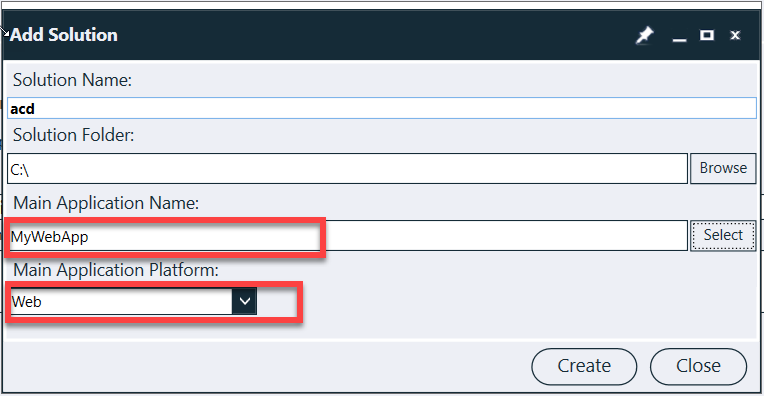 Add Solution
Solution Name:
acd
Solution Folder:
C:\
Browse
Main Application Name:
MyWebApp
Select
Main Application Platform:
Web
Create
Close